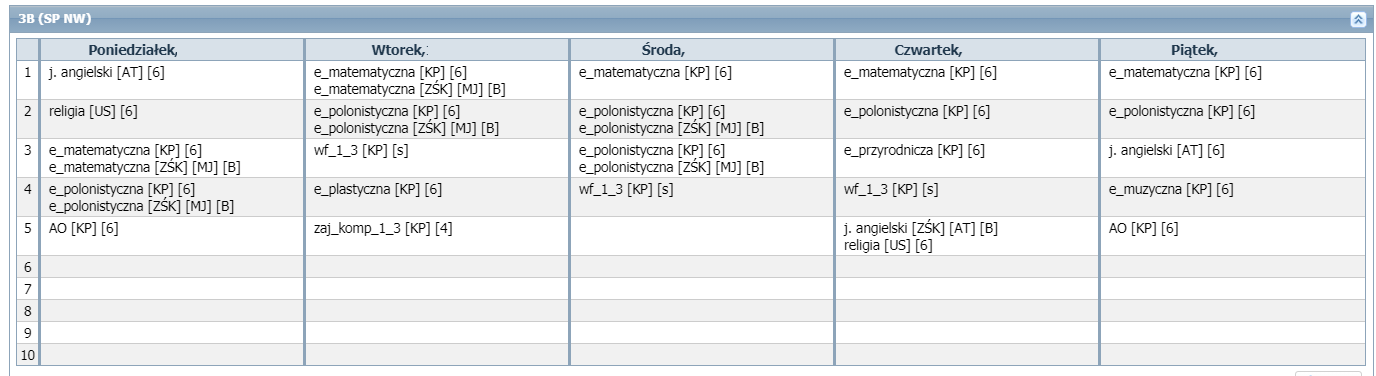 3B (SP NW)
Poniedziałek, Wtorek, Środa, Czwartek, Piątek,
1 j. angielski [AT] [6] e_matematyczna [KP] [6] e_matematyczna [KP] [6] e_matematyczna [KP] [6] e_matematyczna [KP] [6]
e_matematyczna [ZŚK] [MJ] [B]
2 religia [US] [6] e_polonistyczna [KP] [6] e_polonistyczna [KP] [6] e_polonistyczna [KP] [6] e_polonistyczna [KP] [6]
e_polonistyczna [ZŚK] [MJ] [B] e_polonistyczna [ZŚK] [MJ] [B]
3 e_matematyczna [KP] [6] wf_1_3 [KP] [s] e_polonistyczna [KP] [6] e_przyrodnicza [KP] [6] j. angielski [AT] [6]
e_matematyczna [ZŚK] [MJ] [B] e_polonistyczna [ZŚK] [MJ] [B]
4 e_polonistyczna [KP] [6] e_plastyczna [KP] [6] wf_1_3 [KP] [s] wf_1_3 [KP] [s] e_muzyczna [KP] [6]
e_polonistyczna [ZŚK] [MJ] [B]
5 AO [KP] [6] zaj_komp_1_3 [KP] [4] j. angielski [ZŚK] [AT] [B] AO [KP] [6]
religia [US] [6]
6
7
8
9
10